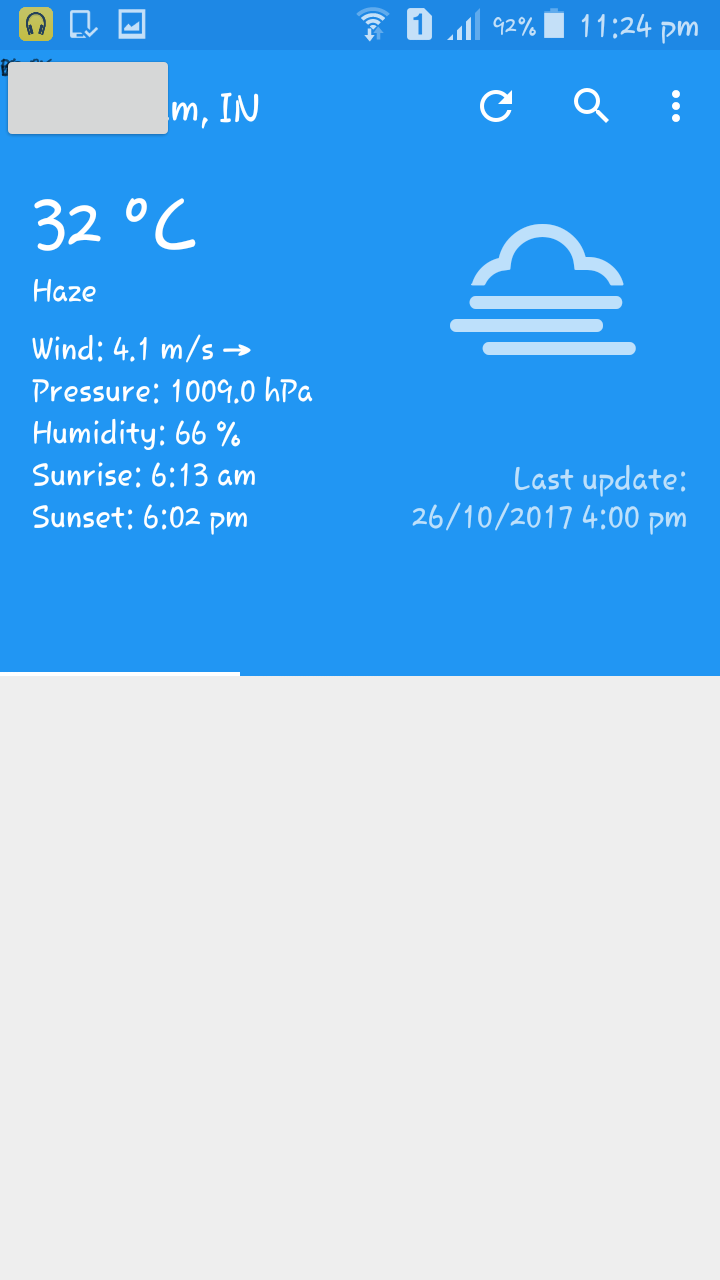 1 92% 11:24 pm
m, IN
32 °C
Haze
Wind: 4.1 m/s →
Pressure: 1009.0 hPa
Humidity: 66 %
Sunrise: 6:13 am
Sunset: 6:02 pm
Last update:
26/10/2017 4:00 pm